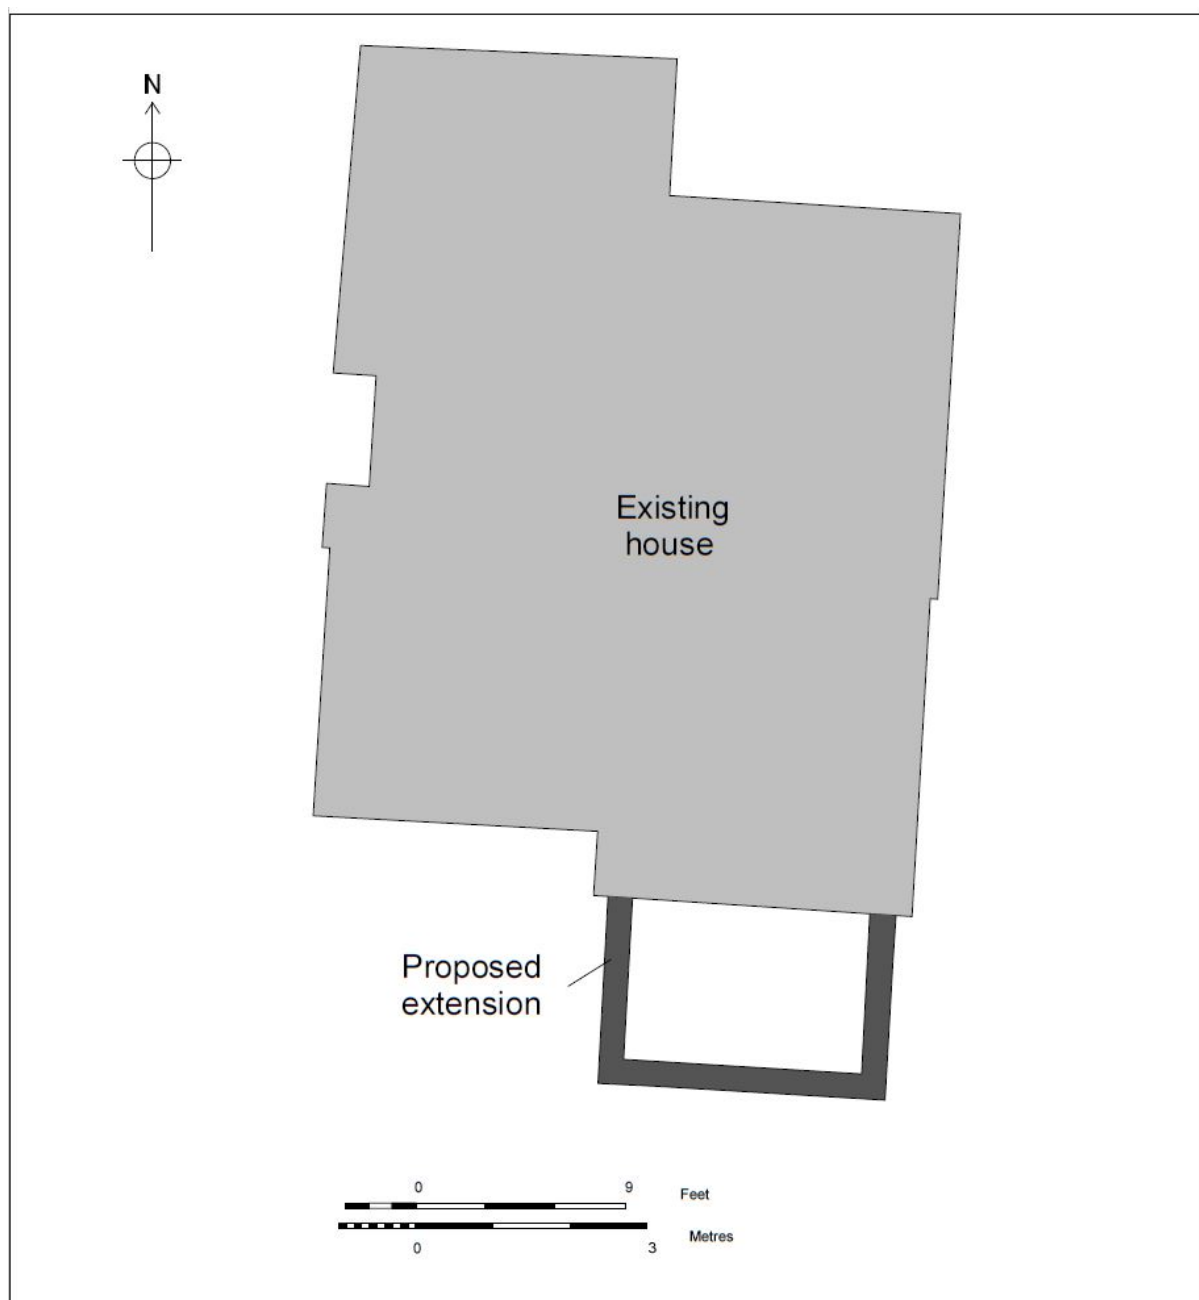 N
Existing
house
Proposed
extension
0 9 Feet
Metres
0 3